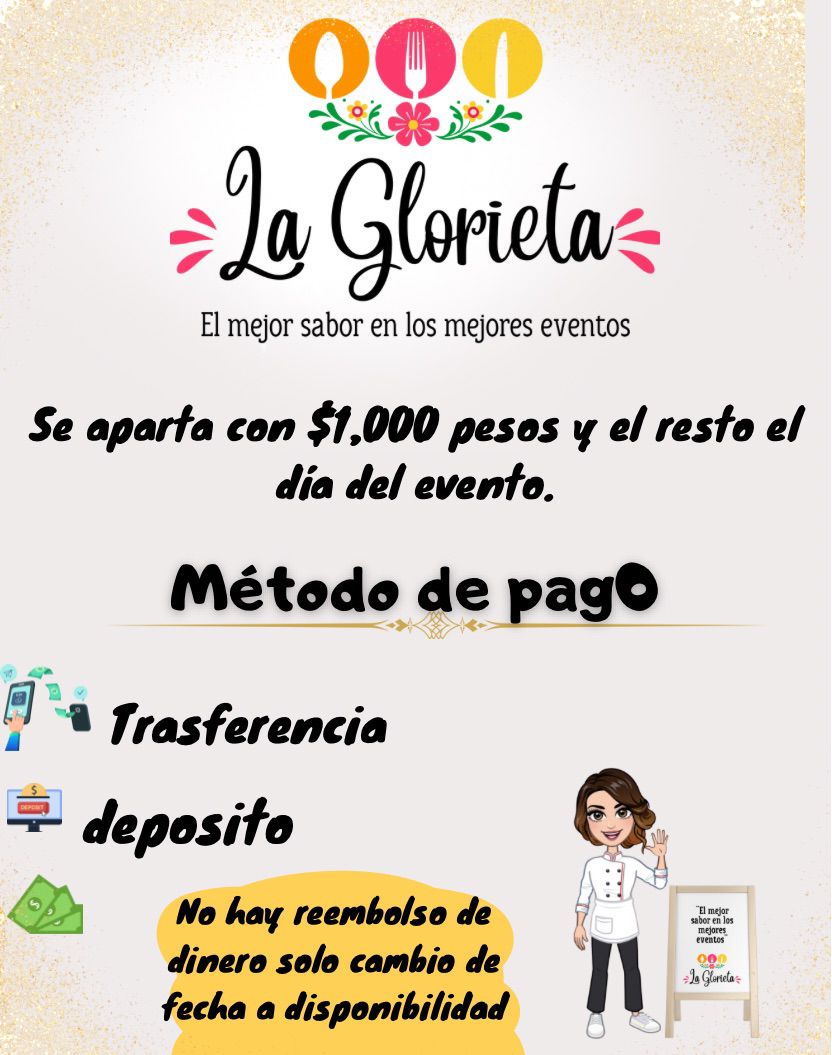 La Glorieta
El mejor sabor en los mejores eventos
Se aparta con $1,000 pesos y el resto el
día del evento.
Método de pagO
Trasferencia
DEPOSIT
deposito
No hay reembolso de
dinero solo cambio de
fecha a disponibilidad
"El mejor
sabor en los
mejores
eventos"
La Glorieta